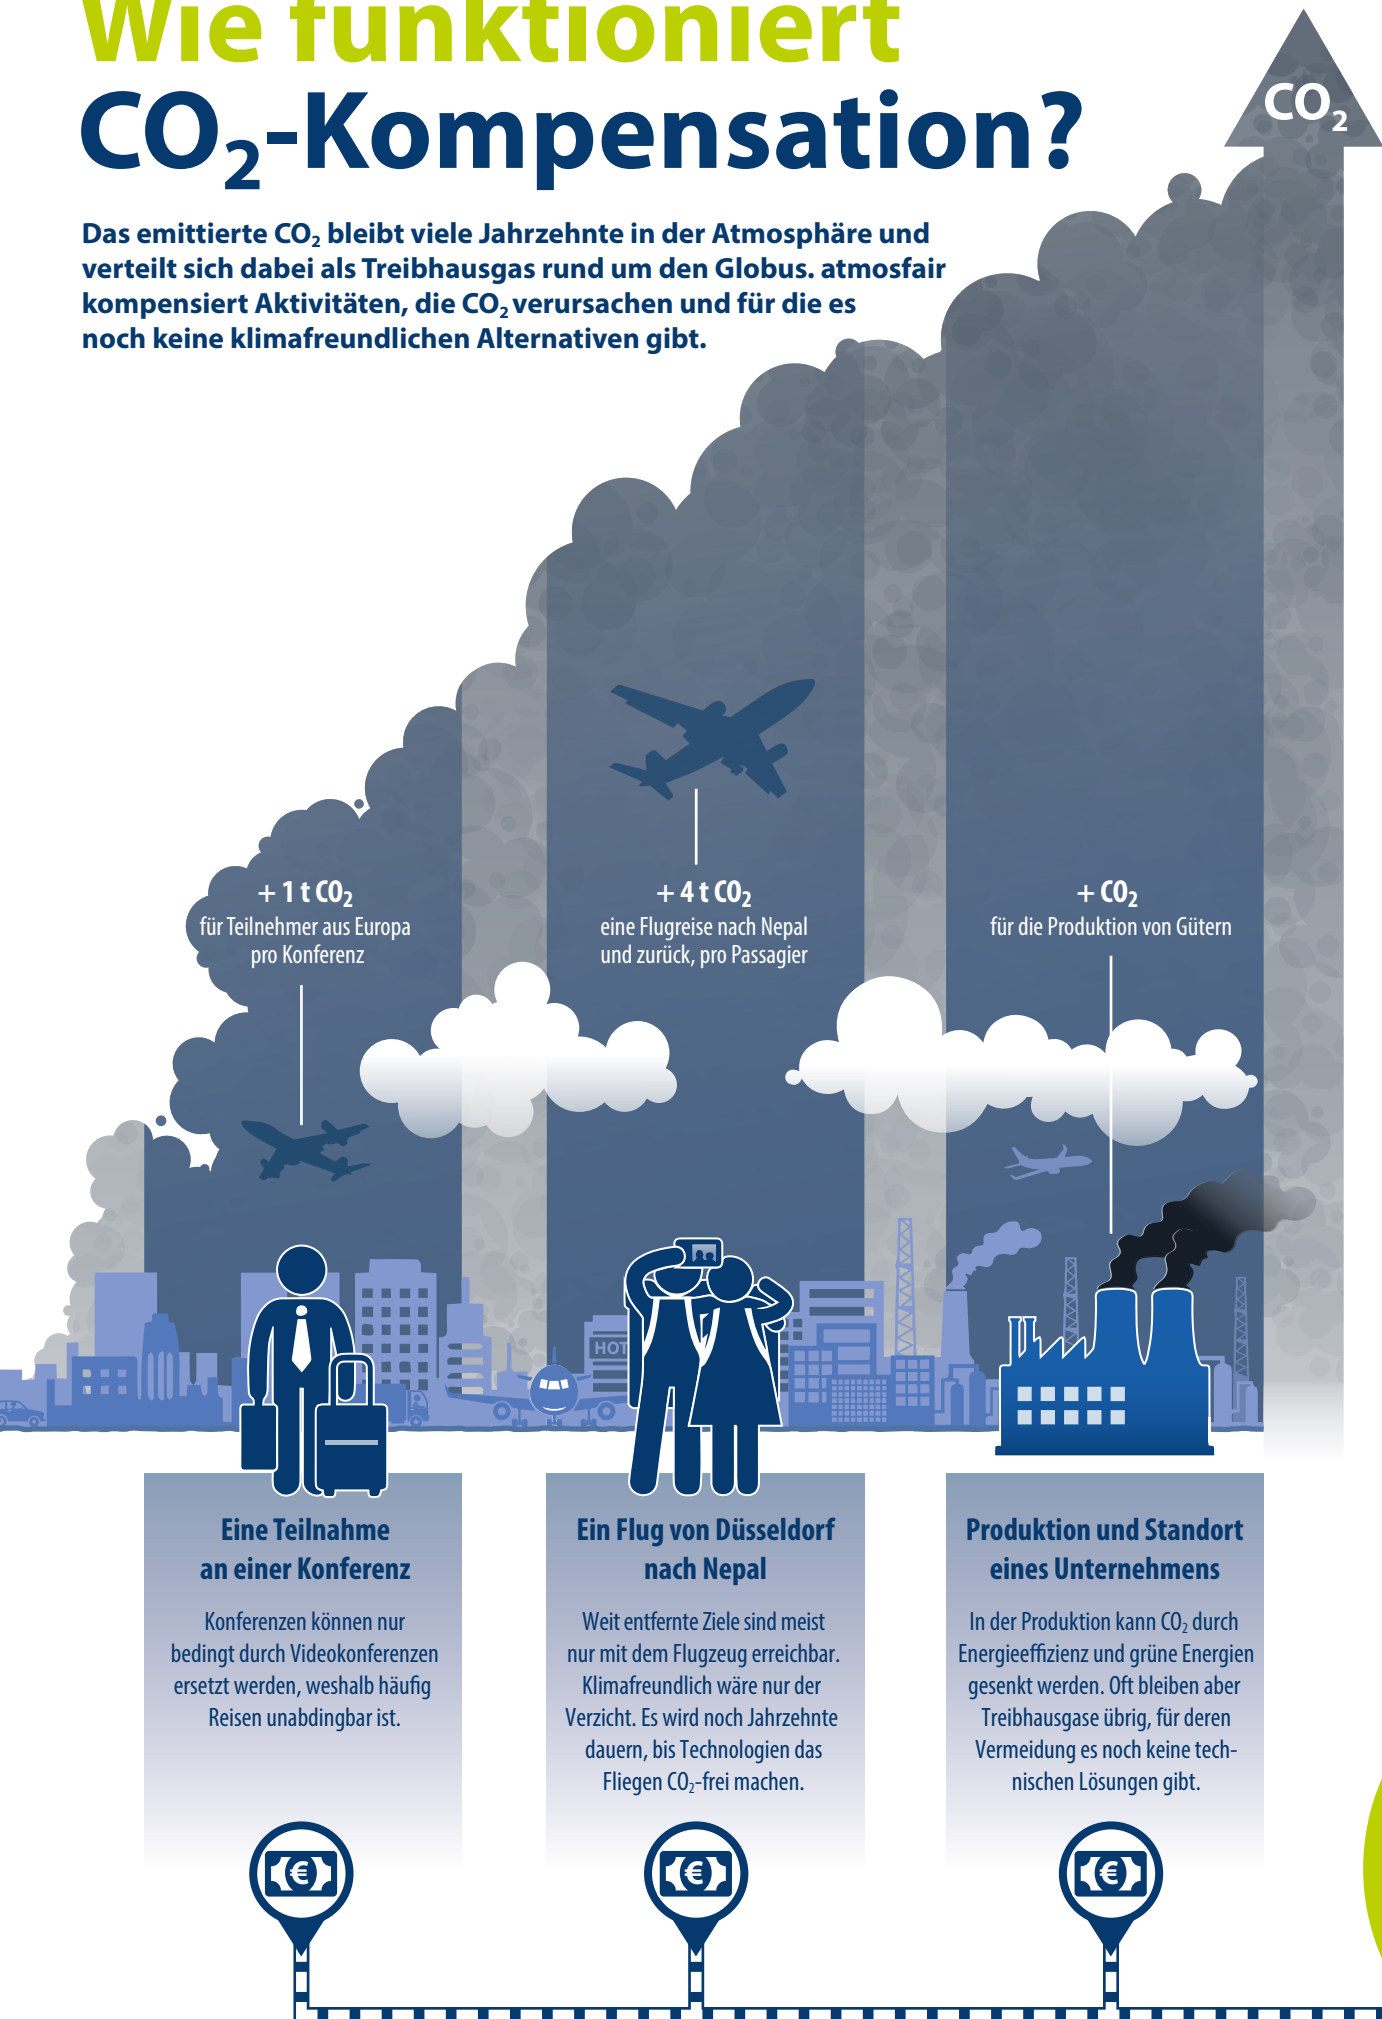 Wie funktioniert
CO₂-Kompensation?
CO₂
Das emittierte CO₂ bleibt viele Jahrzehnte in der Atmosphäre und
verteilt sich dabei als Treibhausgas rund um den Globus. atmosfair
kompensiert Aktivitäten, die CO₂ verursachen und für die es
noch keine klimafreundlichen Alternativen gibt.
+ 1 t CO₂
für Teilnehmer aus Europa
pro Konferenz
+ 4 t CO₂
eine Flugreise nach Nepal
und zurück, pro Passagier
+ CO₂
für die Produktion von Gütern
HOT
Eine Teilnahme
an einer Konferenz
Konferenzen können nur
bedingt durch Videokonferenzen
ersetzt werden, weshalb häufig
Reisen unabdingbar ist.
Ein Flug von Düsseldorf
nach Nepal
Weit entfernte Ziele sind meist
nur mit dem Flugzeug erreichbar.
Klimafreundlich wäre nur der
Verzicht. Es wird noch Jahrzehnte
dauern, bis Technologien das
Fliegen CO₂-frei machen.
Produktion und Standort
eines Unternehmens
In der Produktion kann CO₂ durch
Energieeffizienz und grüne Energien
gesenkt werden. Oft bleiben aber
Treibhausgase übrig, für deren
Vermeidung es noch keine tech-
nischen Lösungen gibt.
€
€
€